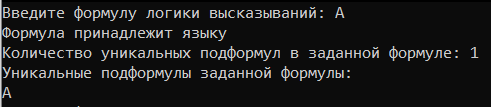 Введите формулу логики высказываний: A
Формула принадлежит языку
Количество уникальных подформул в заданной формуле: 1
Уникальные подформулы заданной формулы:
A